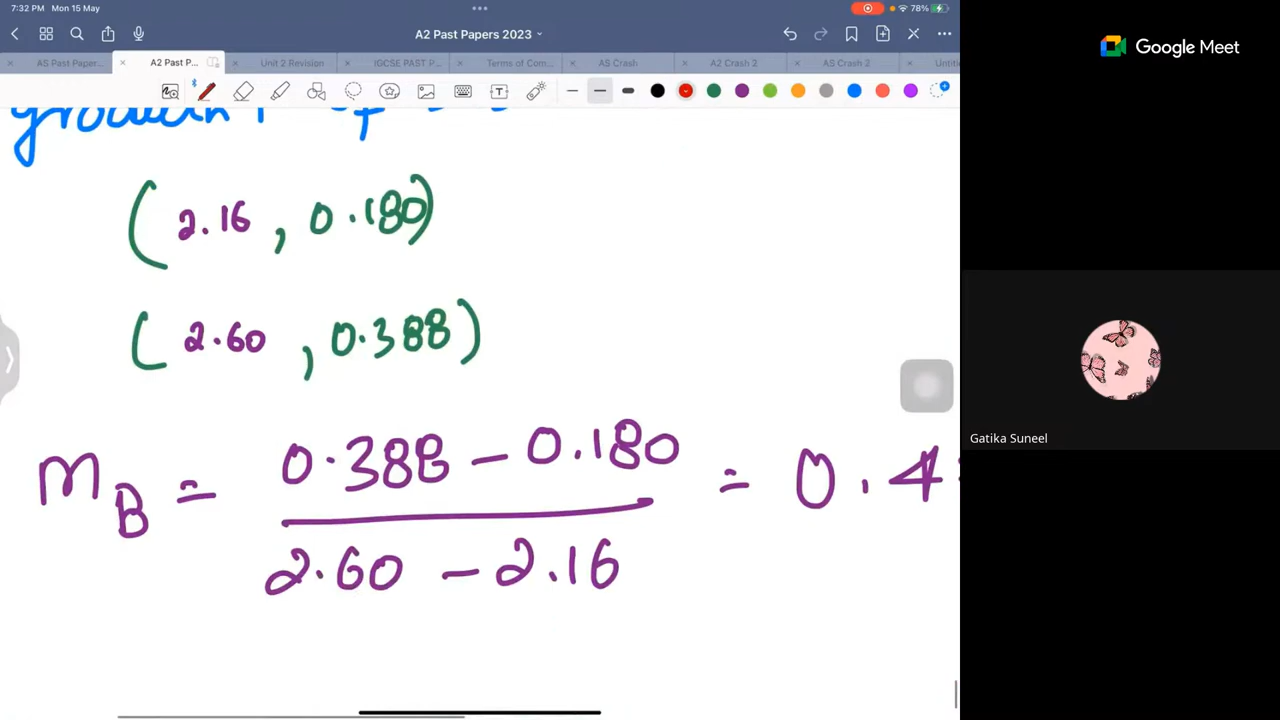 7:32 PM Mon 15 May
78%
A2 Past Papers 2023
AS Past Paper...
A2 Past P...
Unit 2 Revision
IGCSE PAST P...
Terms of Com...
AS Crash
A2 Crash 2
AS Crash 2
Untitl
Google Meet
(2.16, 0.180)
(2.60, 0.388)
Gatika Suneel
mB = 0.388 - 0.180 = 0.4
2.60 - 2.16